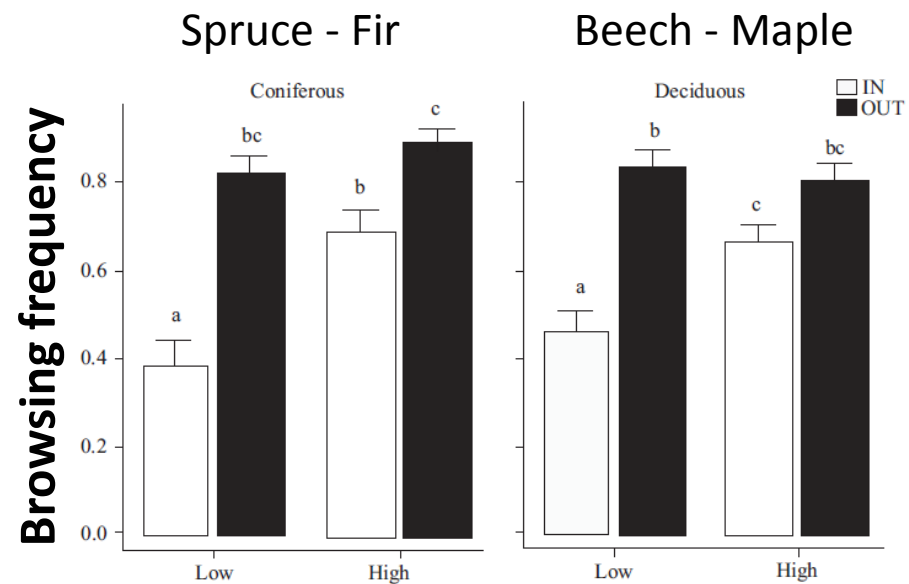 Spruce - Fir
Beech - Maple
Coniferous
Deciduous
IN
OUT
Browsing frequency
0.8
0.6
0.4
0.2
0.0
a
bc
b
c
a
b
c
bc
Low
High
Low
High